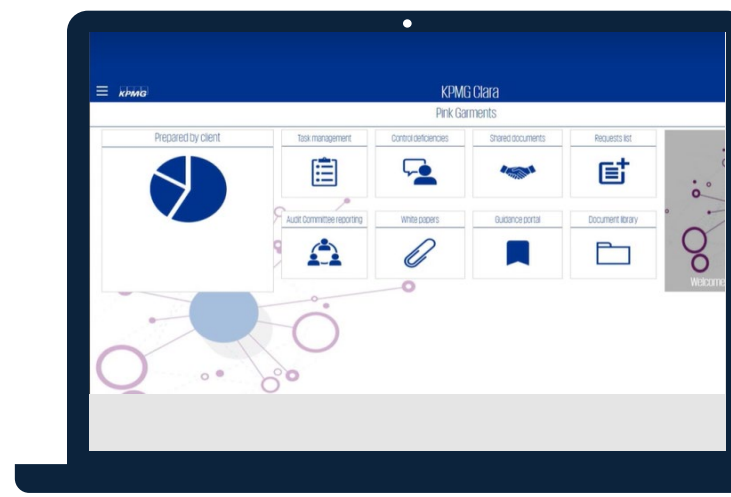 KPMG
KPMG Clara
Pink Garments
Prepared by client
Task management
Control deficiencies
Shared documents
Requests list
Audit Committee reporting
White papers
Guidance portal
Document library
Welcome